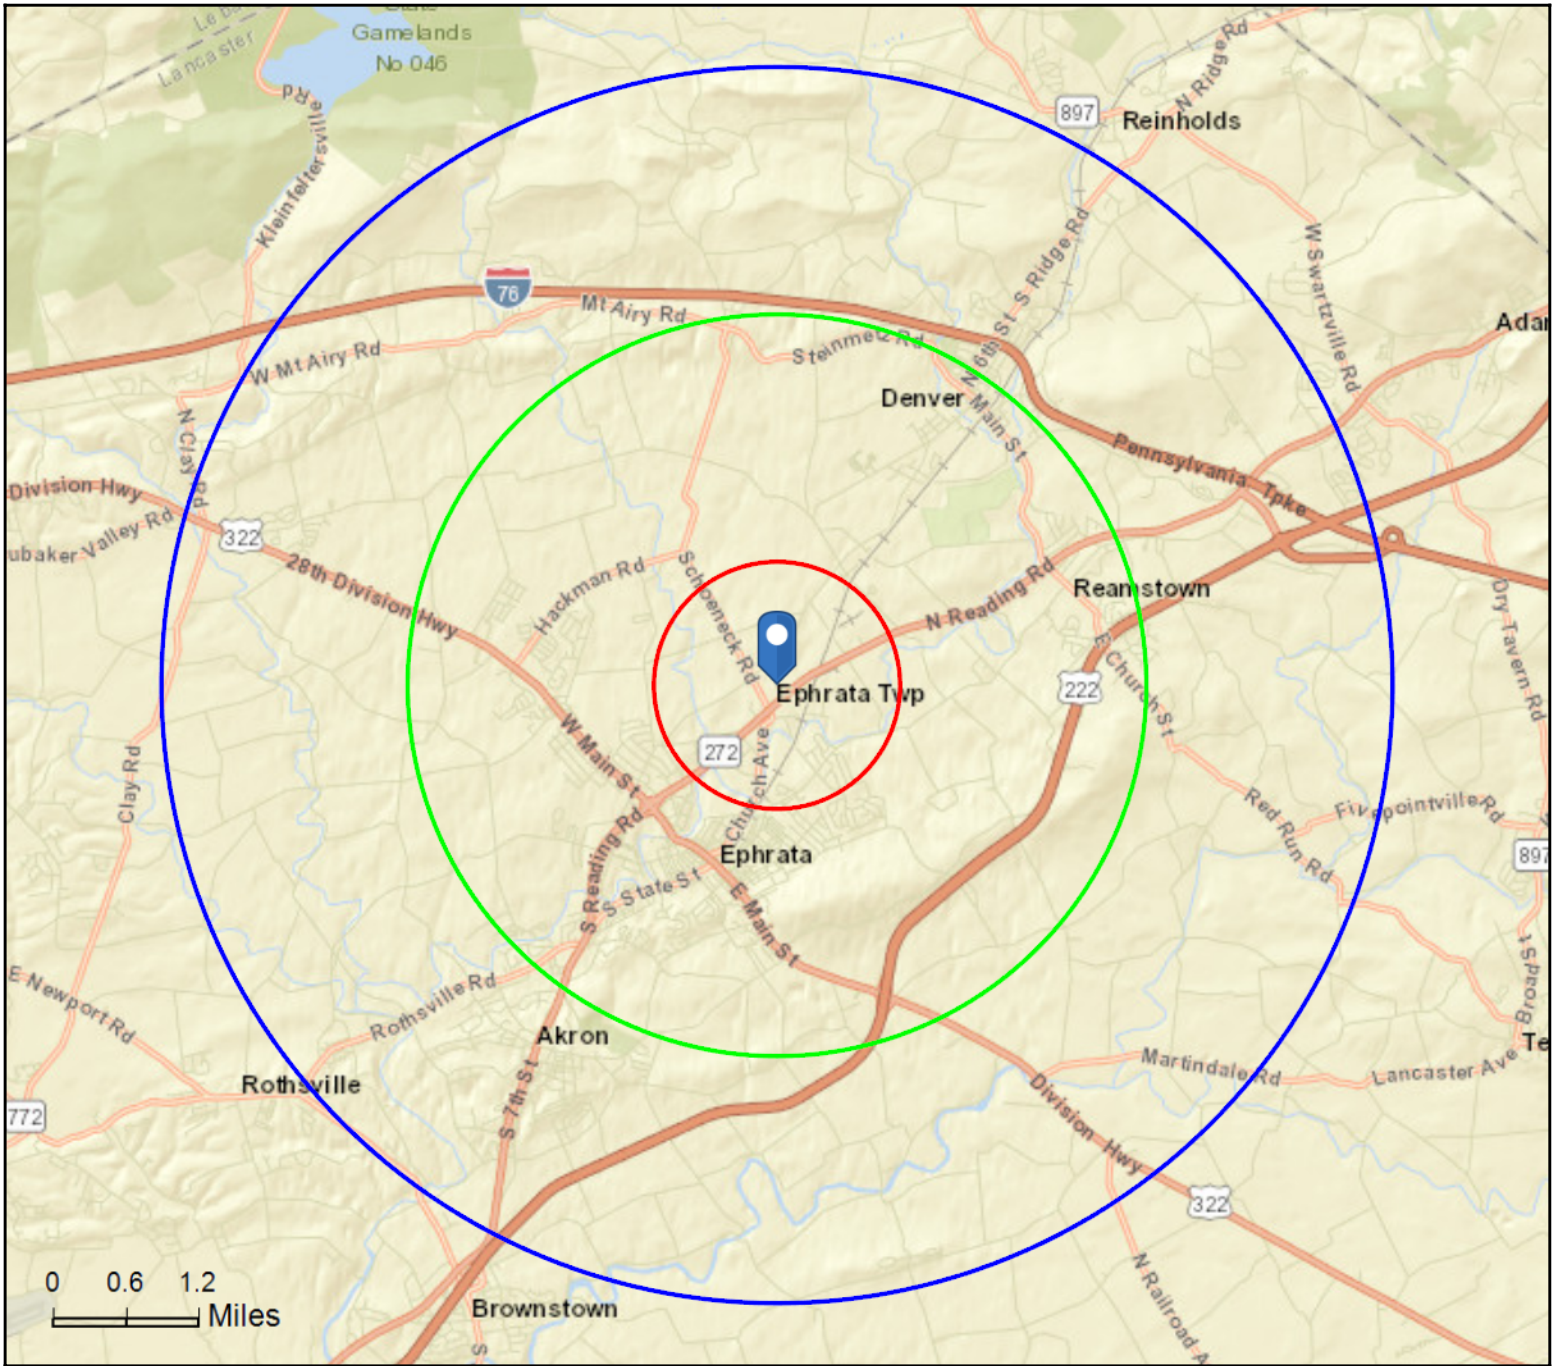 State
Gamelands
No 046
Leba
Lancaster
Kleinfeltersville Rd
897
Reinholds
N Ridge Rd
76
Mt Airy Rd
W Mt Airy Rd
Steinmetz Rd
N 6th St
S Ridge Rd
W Swartzville Rd
Adar
Denver
Main St
N Clay Rd
Division Hwy
ubaker Valley Rd
322
28th Division Hwy
Pennsylvania Tpke
Hackman Rd
Schoeneck Rd
N Reading Rd
Reamstown
Dry Tavern Rd
Ephrata Twp
222
E Church St
W Main St
272
Church Ave
Clay Rd
Red Run Rd
Fivepointville Rd
897
Ephrata
S Reading Rd
S State St
E Main St
E Newport Rd
Rothsville Rd
Akron
S Broad St
Te
Martindale Rd
Lancaster Ave
Rothsville
772
S 7th St
Division Hwy
322
N Railroad A
0 0.6 1.2
Miles
Brownstown
S